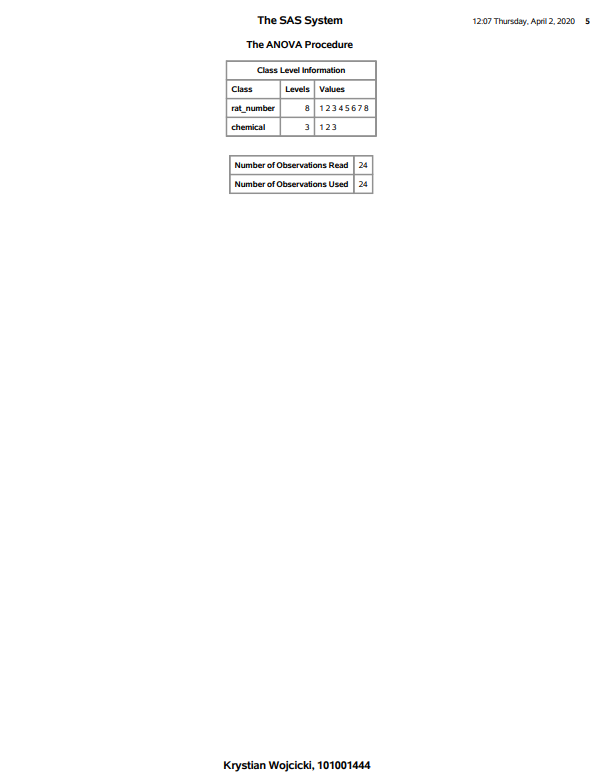 The SAS System
12:07 Thursday, April 2, 2020 5
The ANOVA Procedure
Class Level Information
Class Levels Values
rat_number 8 1 2 3 4 5 6 7 8
chemical 3 1 2 3
Number of Observations Read 24
Number of Observations Used 24
Krystian Wojcicki, 101001444